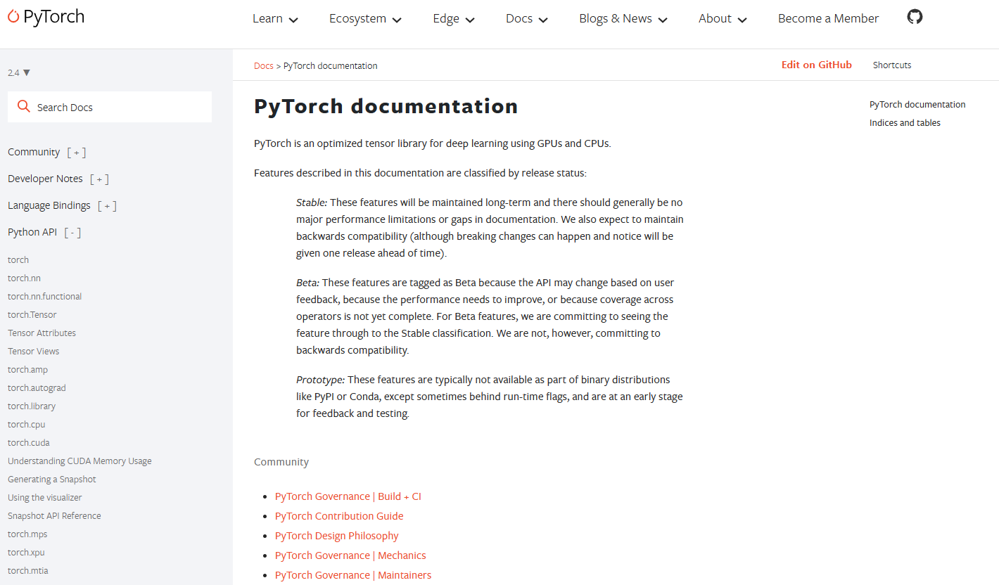 PyTorch
Learn
Ecosystem
Edge
Docs
Blogs & News
About
Become a Member
2.4 ▼
Search Docs
Community [ + ]
Developer Notes [ + ]
Language Bindings [ + ]
Python API [ - ]
torch
torch.nn
torch.nn.functional
torch.Tensor
Tensor Attributes
Tensor Views
torch.amp
torch.autograd
torch.library
torch.cpu
torch.cuda
Understanding CUDA Memory Usage
Generating a Snapshot
Using the visualizer
Snapshot API Reference
torch.mps
torch.xpu
torch.mtia
Docs > PyTorch documentation
Edit on GitHub
Shortcuts
PyTorch documentation
PyTorch is an optimized tensor library for deep learning using GPUs and CPUs.
Features described in this documentation are classified by release status:
Stable: These features will be maintained long-term and there should generally be no
major performance limitations or gaps in documentation. We also expect to maintain
backwards compatibility (although breaking changes can happen and notice will be
given one release ahead of time).
Beta: These features are tagged as Beta because the API may change based on user
feedback, because the performance needs to improve, or because coverage across
operators is not yet complete. For Beta features, we are committing to seeing the
feature through to the Stable classification. We are not, however, committing to
backwards compatibility.
Prototype: These features are typically not available as part of binary distributions
like PyPI or Conda, except sometimes behind run-time flags, and are at an early stage
for feedback and testing.
Community
• PyTorch Governance | Build + CI
• PyTorch Contribution Guide
• PyTorch Design Philosophy
• PyTorch Governance | Mechanics
• PyTorch Governance | Maintainers
PyTorch documentation
Indices and tables